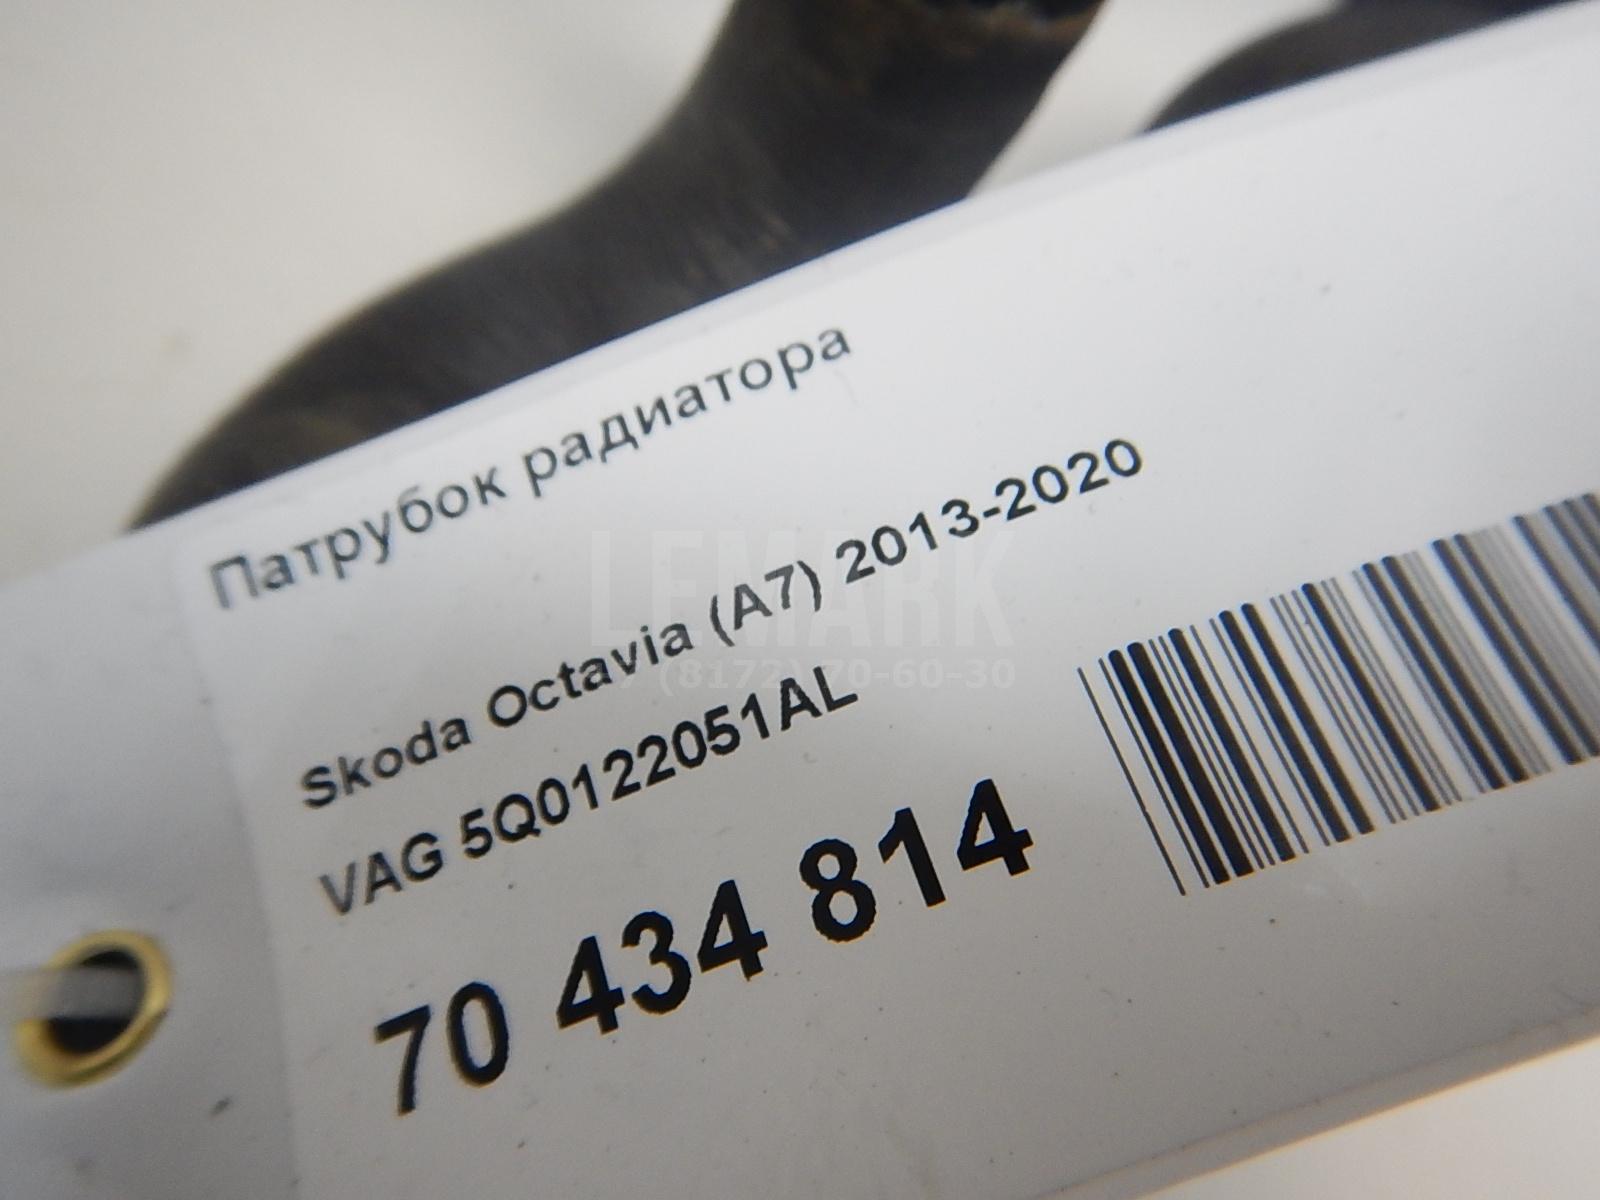 Патрубок радиатора
Skoda Octavia (A7) 2013-2020
VAG 5Q0122051AL
70 434 814
LEMARK
(8172) 70-60-30